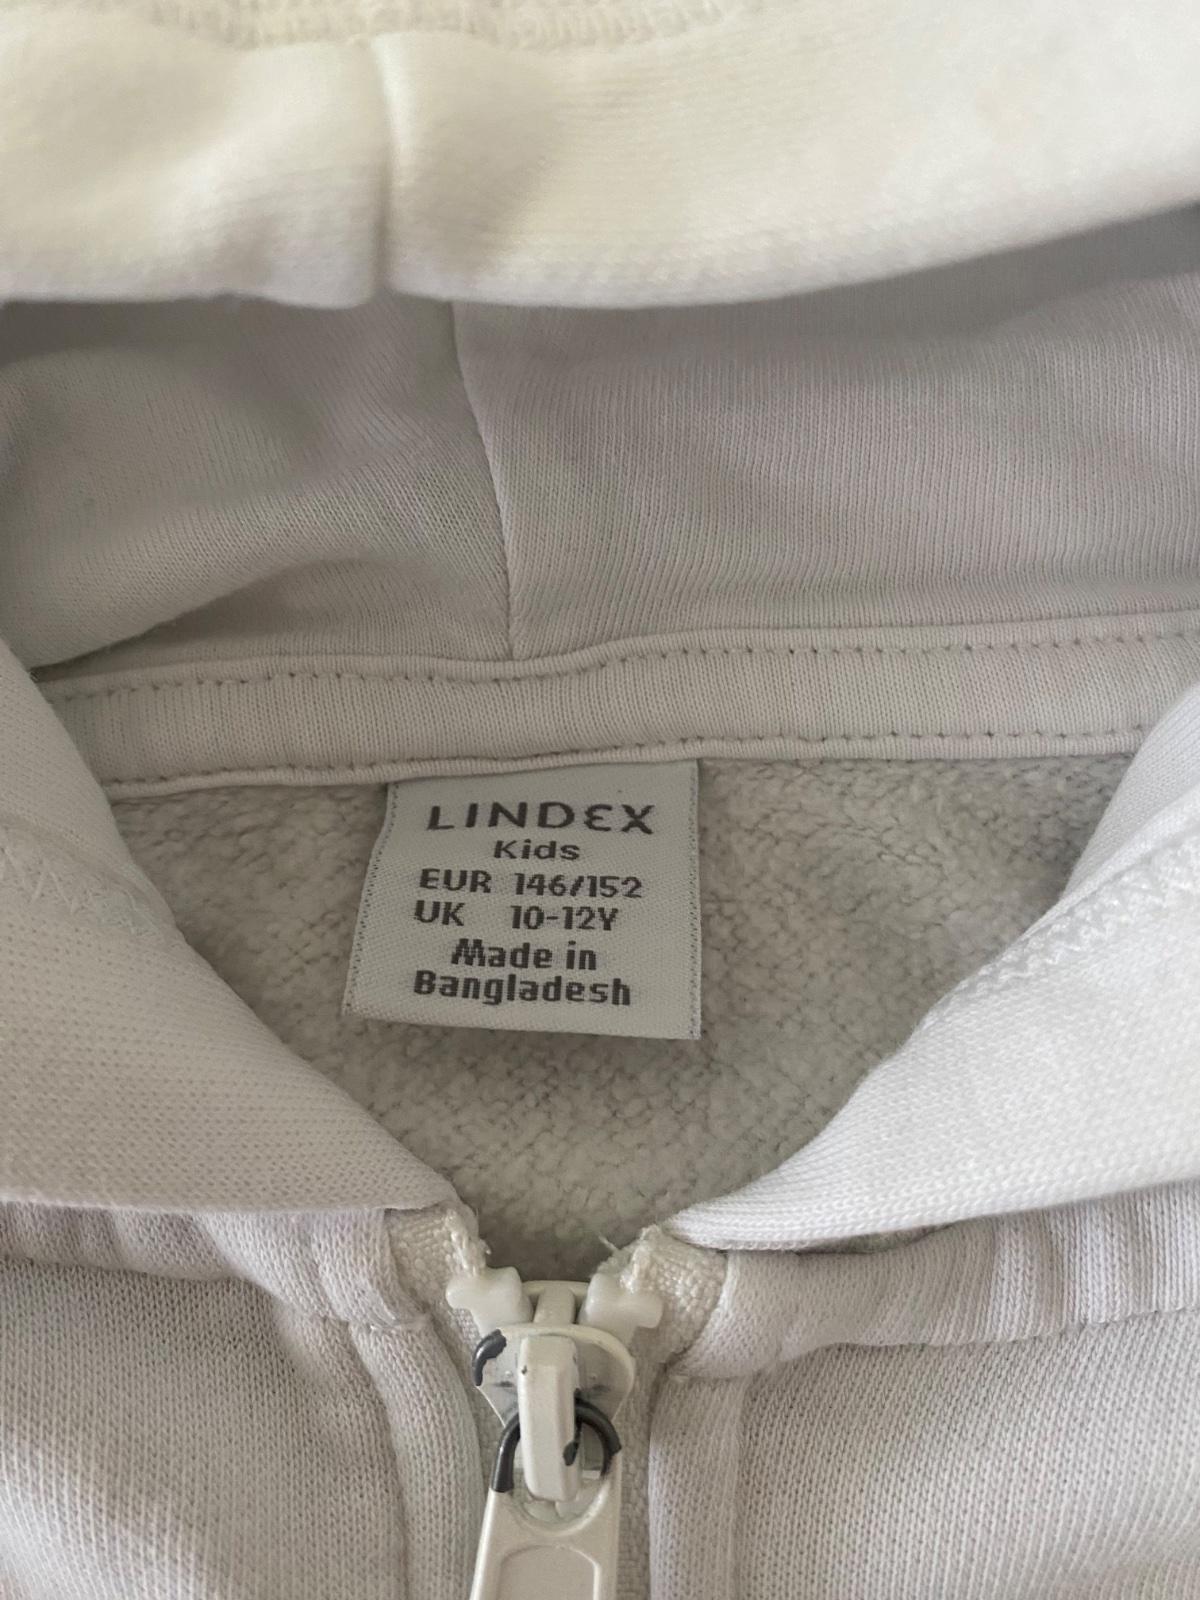 LINDEX
Kids
EUR 146/152
UK 10-12Y
Made in
Bangladesh